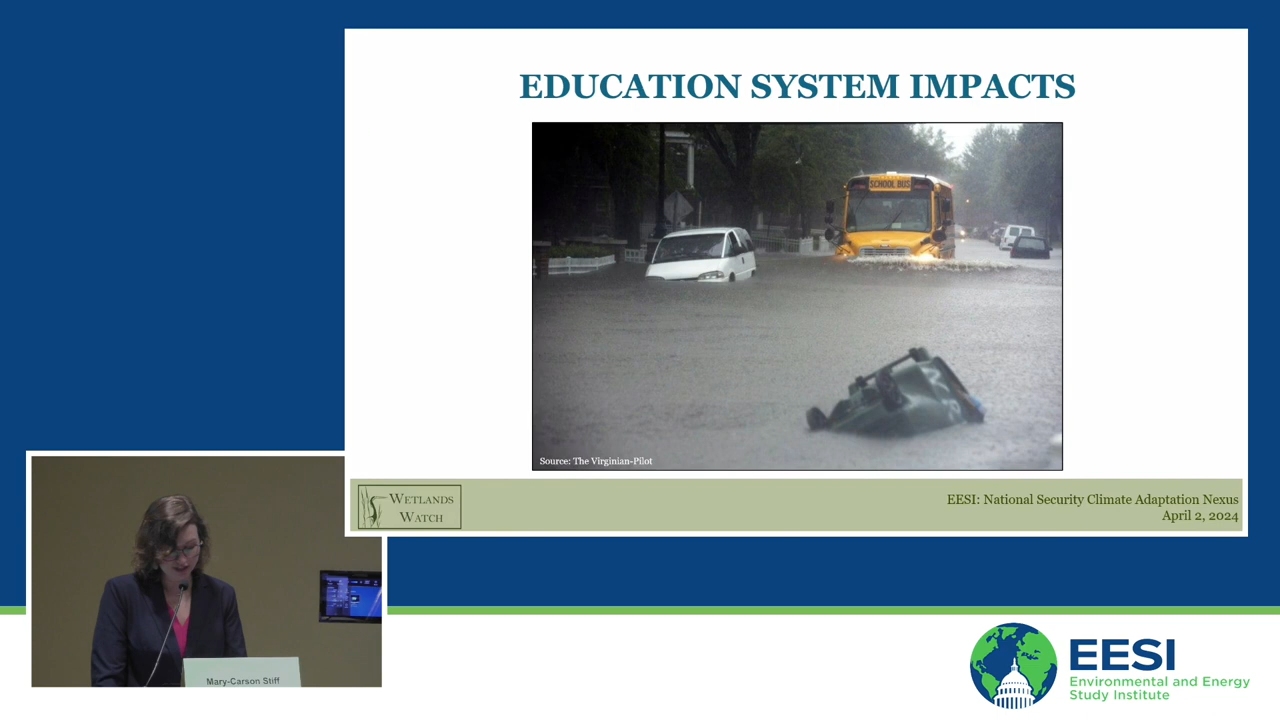 EDUCATION SYSTEM IMPACTS
SCHOOL BUS
Source: The Virginian-Pilot
WETLANDS
WATCH
EESI: National Security Climate Adaptation Nexus
April 2, 2024
Mary-Carson Stiff
EESI
Environmental and Energy
Study Institute